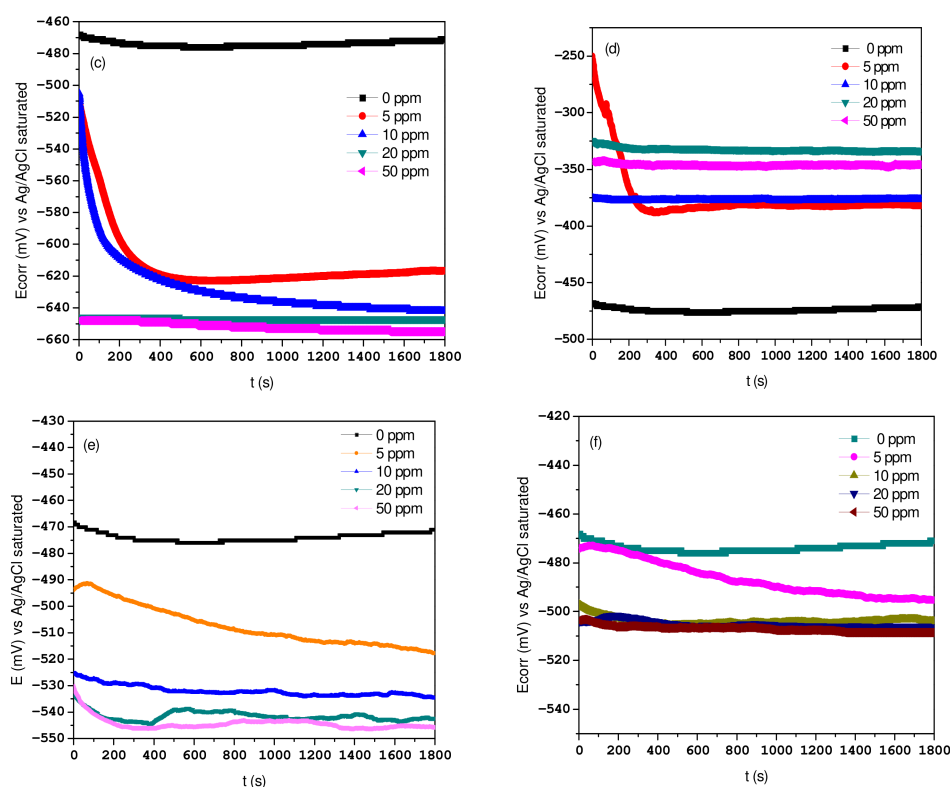 (c)
Ecorr (mV) vs Ag/AgCl saturated
−460
−480
−500
−520
−540
−560
−580
−600
−620
−640
−660
0 ppm
5 ppm
10 ppm
20 ppm
50 ppm
0 200 400 600 800 1000 1200 1400 1600 1800
t (s)
(d)
Ecorr (mV) vs Ag/AgCl saturated
−250
−300
−350
−400
−450
−500
0 ppm
5 ppm
10 ppm
20 ppm
50 ppm
0 200 400 600 800 1000 1200 1400 1600 1800
t (s)
(e)
E (mV) vs Ag/AgCl saturated
−430
−440
−450
−460
−470
−480
−490
−500
−510
−520
−530
−540
−550
0 ppm
5 ppm
10 ppm
20 ppm
50 ppm
0 200 400 600 800 1000 1200 1400 1600 1800
t (s)
(f)
Ecorr (mV) vs Ag/AgCl saturated
−420
−440
−460
−480
−500
−520
−540
0 ppm
5 ppm
10 ppm
20 ppm
50 ppm
0 200 400 600 800 1000 1200 1400 1600 1800
t (s)